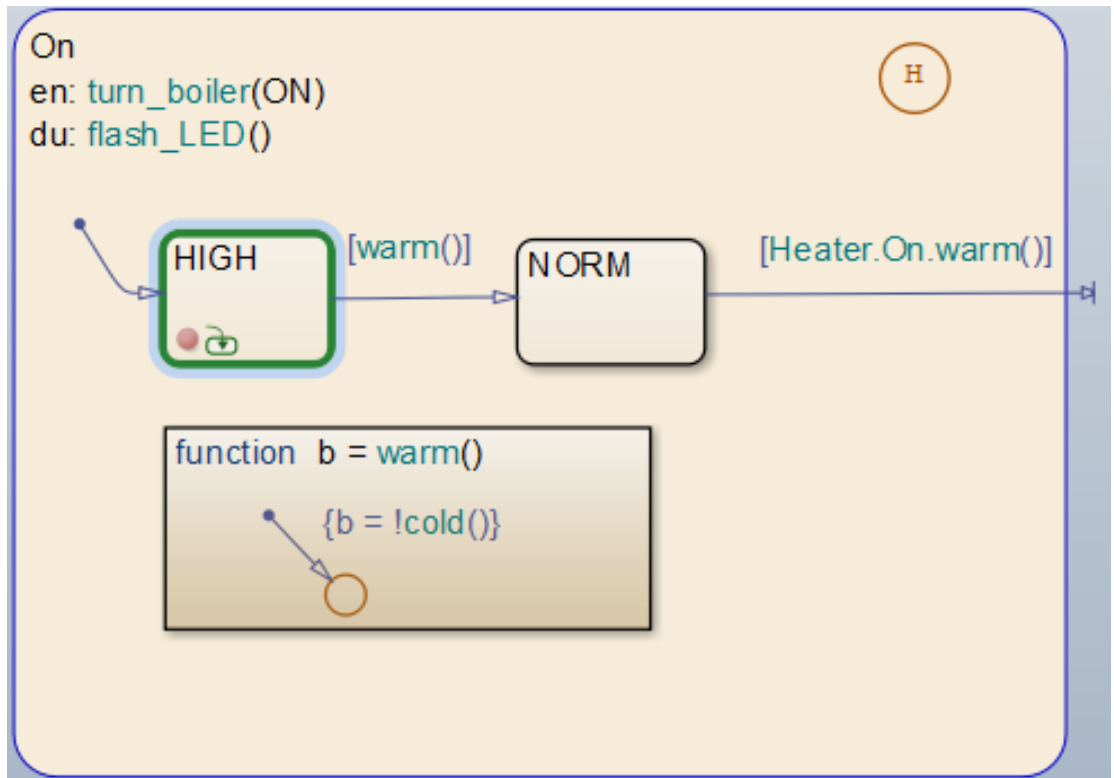 On
en: turn_boiler(ON)
du: flash_LED()
H
HIGH
[warm()]
NORM
[Heater.On.warm()]
function b = warm()
{b = !cold()}